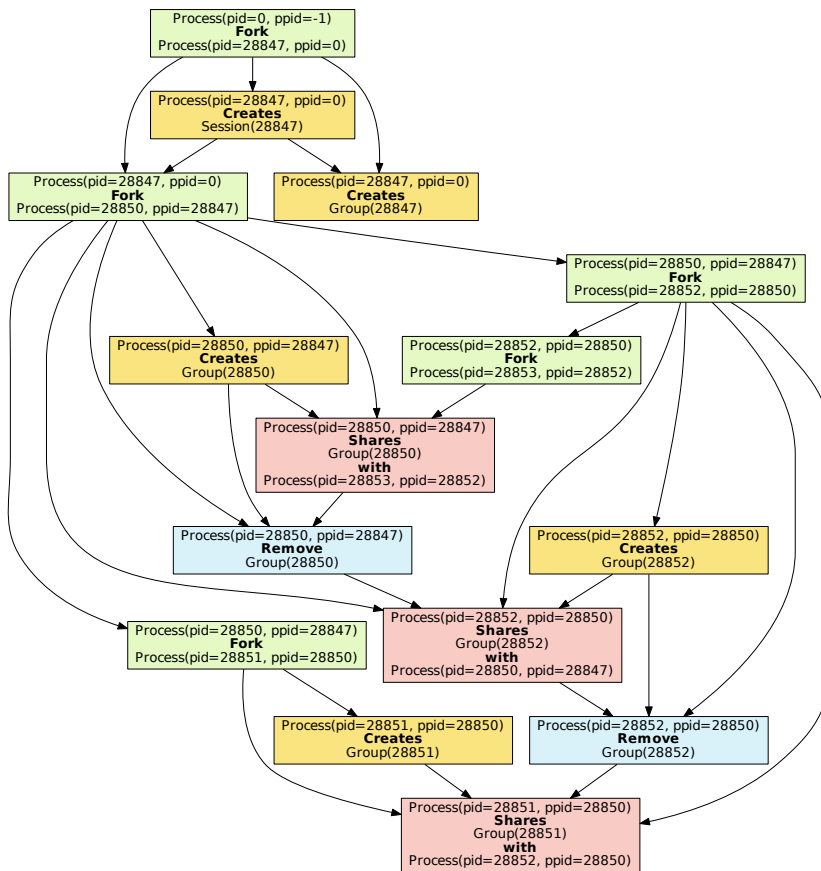 Process(pid=0, ppid=-1)
Fork
Process(pid=28847, ppid=0)
Process(pid=28847, ppid=0)
Creates
Session(28847)
Process(pid=28847, ppid=0)
Fork
Process(pid=28850, ppid=28847)
Process(pid=28847, ppid=0)
Creates
Group(28847)
Process(pid=28850, ppid=28847)
Fork
Process(pid=28852, ppid=28850)
Process(pid=28850, ppid=28847)
Creates
Group(28850)
Process(pid=28852, ppid=28850)
Fork
Process(pid=28853, ppid=28852)
Process(pid=28850, ppid=28847)
Shares
Group(28850)
with
Process(pid=28853, ppid=28852)
Process(pid=28850, ppid=28847)
Remove
Group(28850)
Process(pid=28852, ppid=28850)
Creates
Group(28852)
Process(pid=28852, ppid=28850)
Shares
Group(28852)
with
Process(pid=28850, ppid=28847)
Process(pid=28850, ppid=28847)
Fork
Process(pid=28851, ppid=28850)
Process(pid=28851, ppid=28850)
Creates
Group(28851)
Process(pid=28852, ppid=28850)
Remove
Group(28852)
Process(pid=28851, ppid=28850)
Shares
Group(28851)
with
Process(pid=28852, ppid=28850)